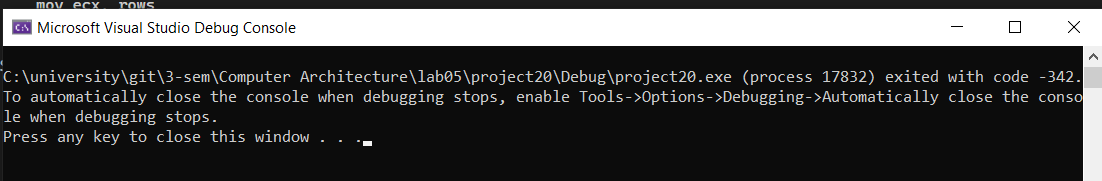 mov ecx, rows
Microsoft Visual Studio Debug Console
C:\university\git\3-sem\Computer Architecture\lab05\project20\Debug\project20.exe (process 17832) exited with code -342.
To automatically close the console when debugging stops, enable Tools->Options->Debugging->Automatically close the conso
le when debugging stops.
Press any key to close this window . . .